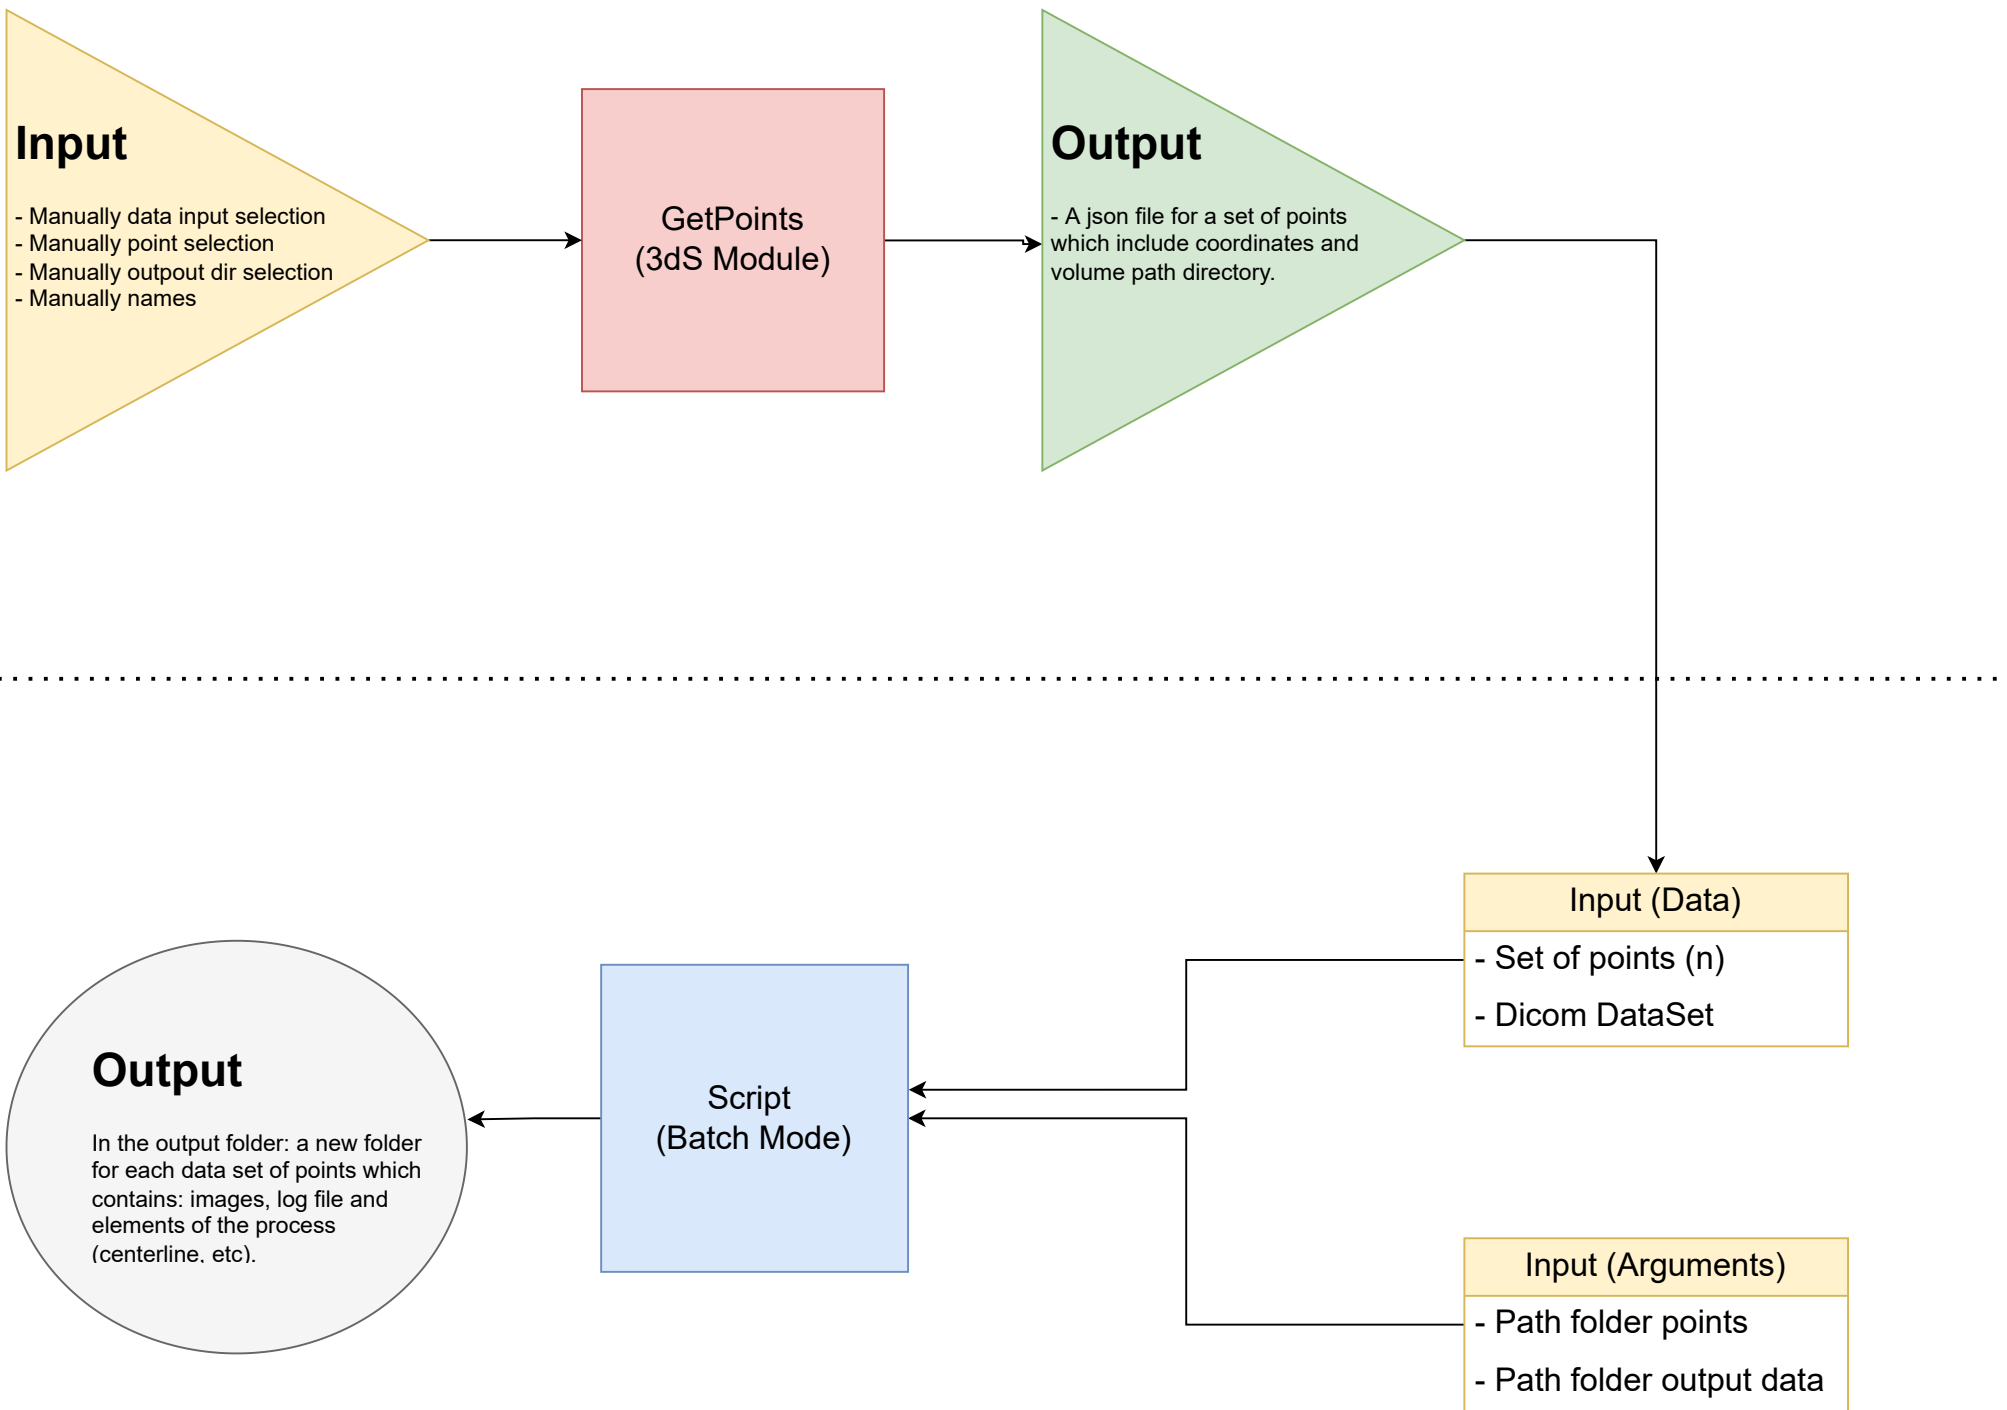 Input
- Manually data input selection
- Manually point selection
- Manually outpout dir selection
- Manually names
GetPoints
(3dS Module)
Output
- A json file for a set of points
which include coordinates and
volume path directory.
Input (Data)
- Set of points (n)
- Dicom DataSet
Script
(Batch Mode)
Output
In the output folder: a new folder
for each data set of points which
contains: images, log file and
elements of the process
(centerline, etc).
Input (Arguments)
- Path folder points
- Path folder output data